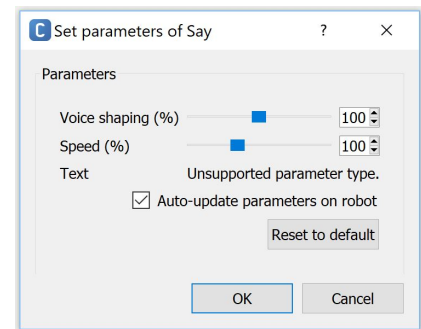 C Set parameters of Say ?
Parameters
Voice shaping (%) 100
Speed (%) 100
Text Unsupported parameter type.
Auto-update parameters on robot
Reset to default
OK Cancel